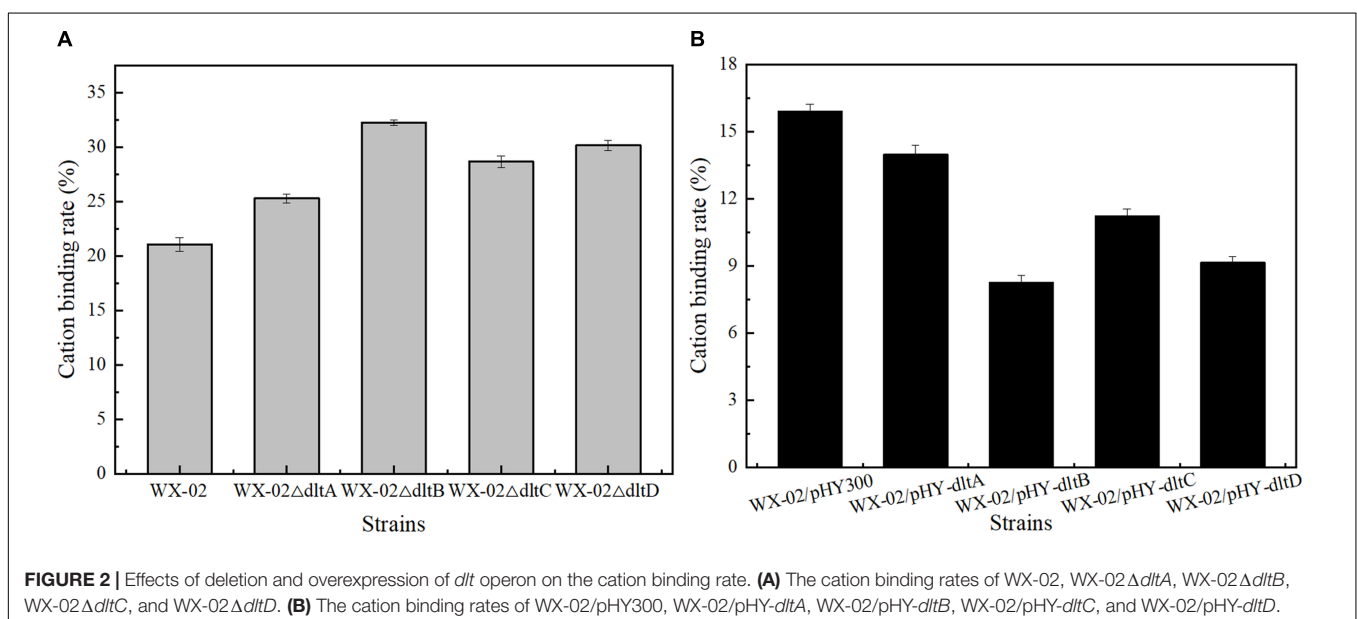 A
35
30
25
20
15
10
5
0
Cation binding rate (%)
WX-02 WX-02△dltA WX-02△dltB WX-02△dltC WX-02△dltD
Strains
B
18
15
12
9
6
3
0
Cation binding rate (%)
WX-02/pHY300 WX-02/pHY-dltA WX-02/pHY-dltB WX-02/pHY-dltC WX-02/pHY-dltD
Strains
FIGURE 2 | Effects of deletion and overexpression of dlt operon on the cation binding rate. (A) The cation binding rates of WX-02, WX-02ΔdltA, WX-02ΔdltB,
WX-02ΔdltC, and WX-02ΔdltD. (B) The cation binding rates of WX-02/pHY300, WX-02/pHY-dltA, WX-02/pHY-dltB, WX-02/pHY-dltC, and WX-02/pHY-dltD.